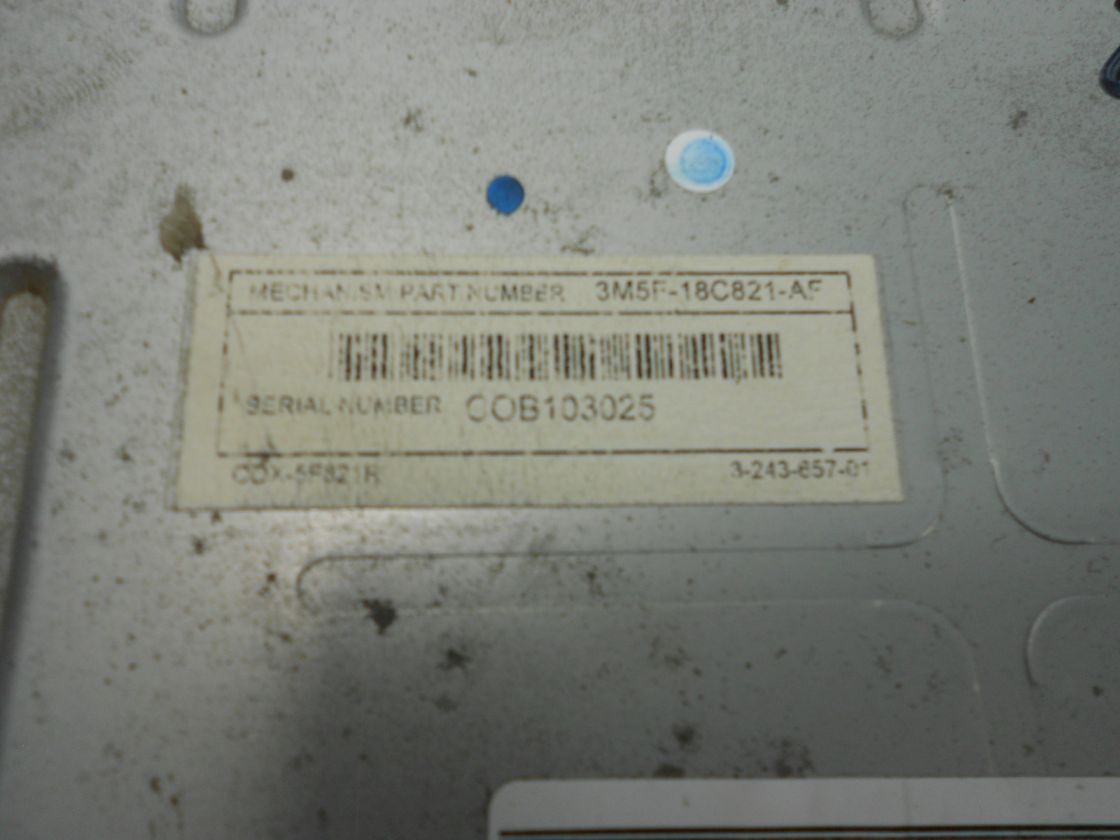 MECHANISM PART NUMBER 3M5F-18C821-AF
SERIAL NUMBER COB103025
CDX-5F821R
3-243-657-01